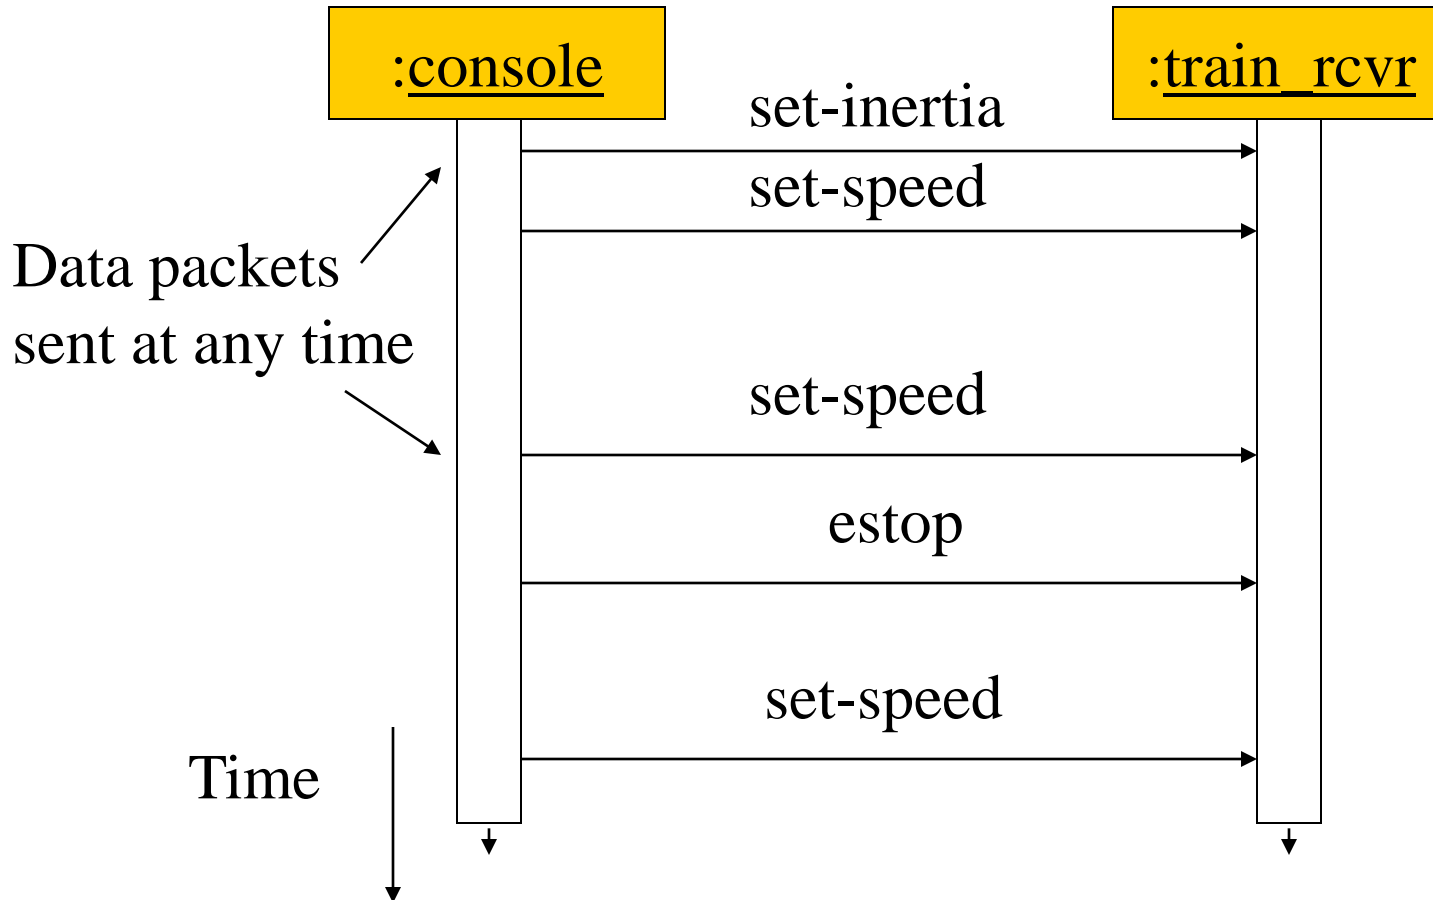 :console
:train_rcvr
set-inertia
set-speed
Data packets
sent at any time
set-speed
estop
set-speed
Time